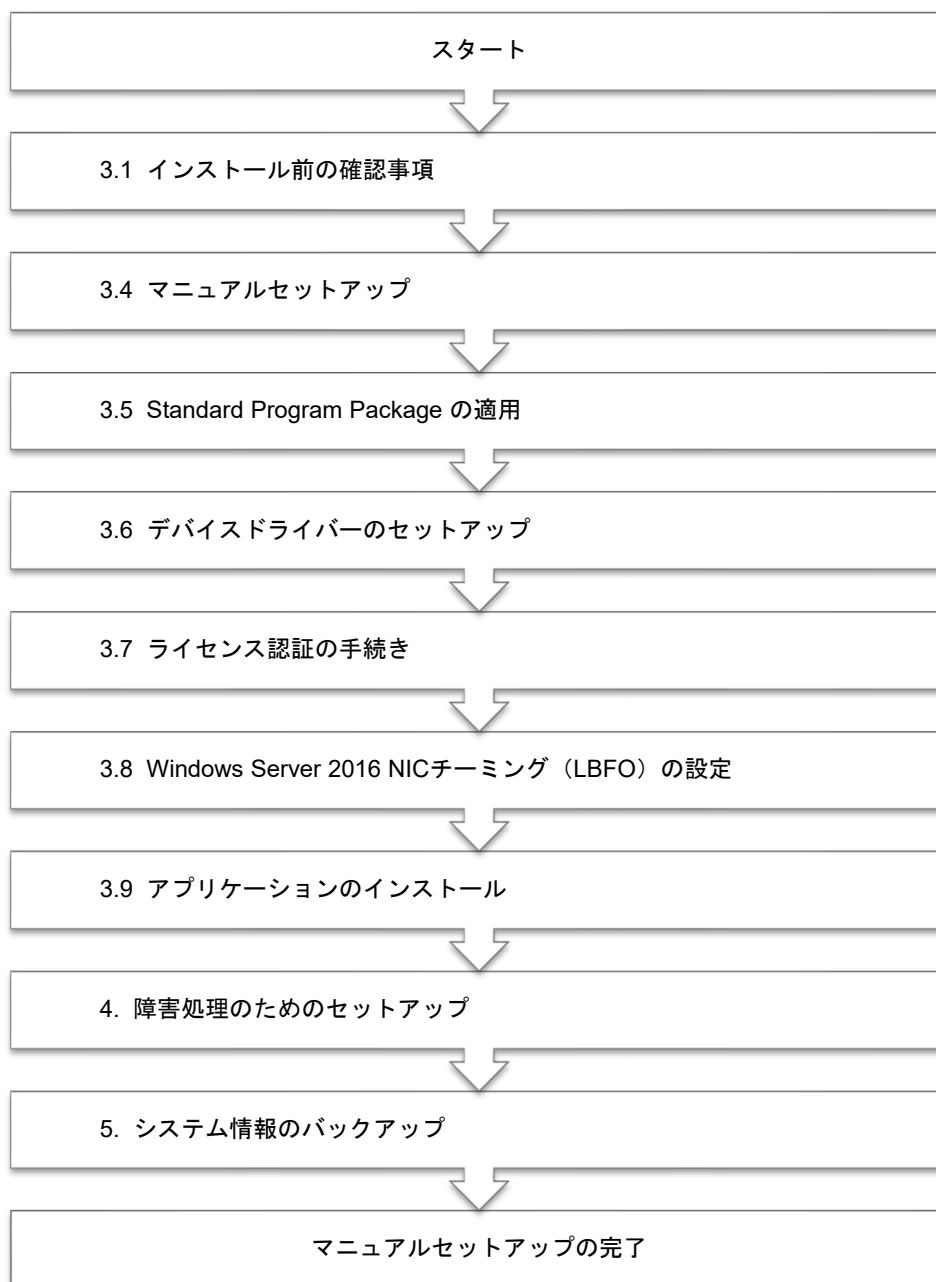 スタート
3.1 インストール前の確認事項
3.4 マニュアルセットアップ
3.5 Standard Program Package の適用
3.6 デバイスドライバーのセットアップ
3.7 ライセンス認証の手続き
3.8 Windows Server 2016 NICチーミング（LBFO）の設定
3.9 アプリケーションのインストール
4. 障害処理のためのセットアップ
5. システム情報のバックアップ
マニュアルセットアップの完了